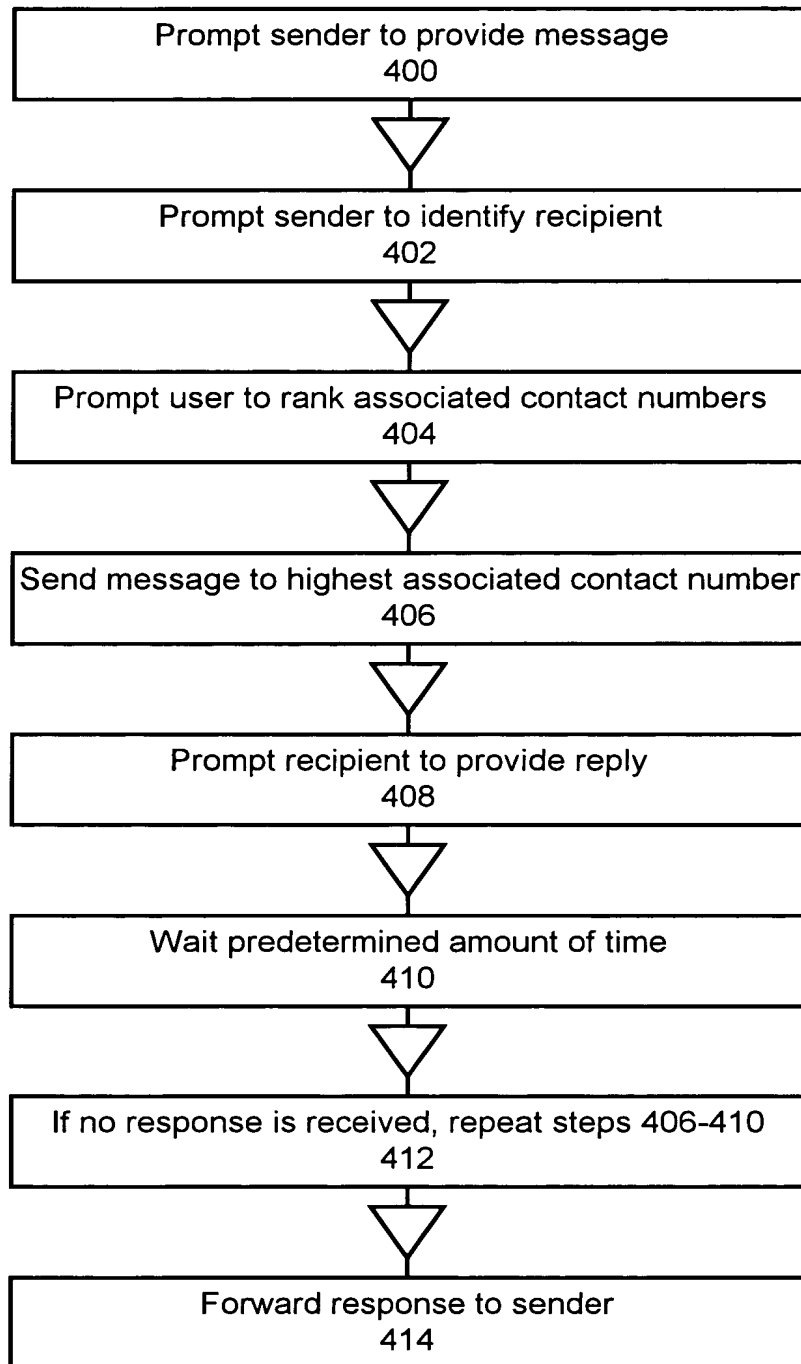 Prompt sender to provide message
400
Prompt sender to identify recipient
402
Prompt user to rank associated contact numbers
404
Send message to highest associated contact number
406
Prompt recipient to provide reply
408
Wait predetermined amount of time
410
If no response is received, repeat steps 406-410
412
Forward response to sender
414